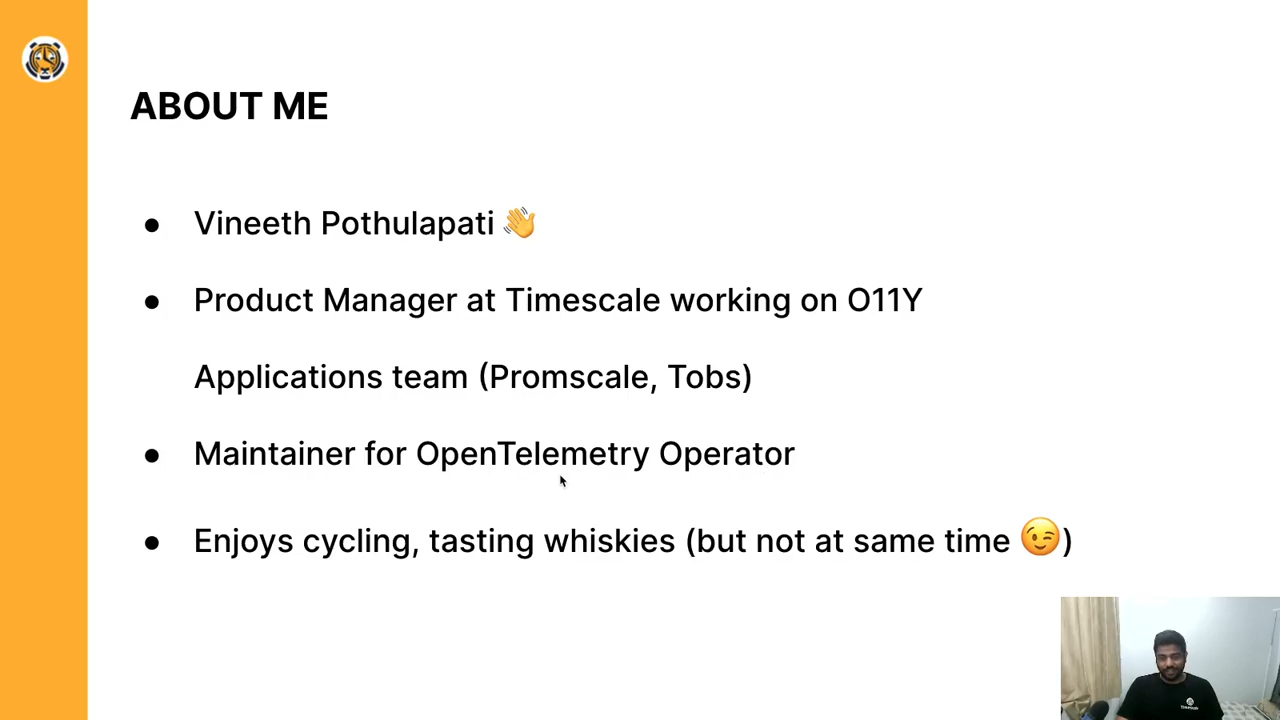 ABOUT ME
● Vineeth Pothulapati 👋
● Product Manager at Timescale working on O11Y
Applications team (Promscale, Tobs)
● Maintainer for OpenTelemetry Operator
● Enjoys cycling, tasting whiskies (but not at same time 😉)